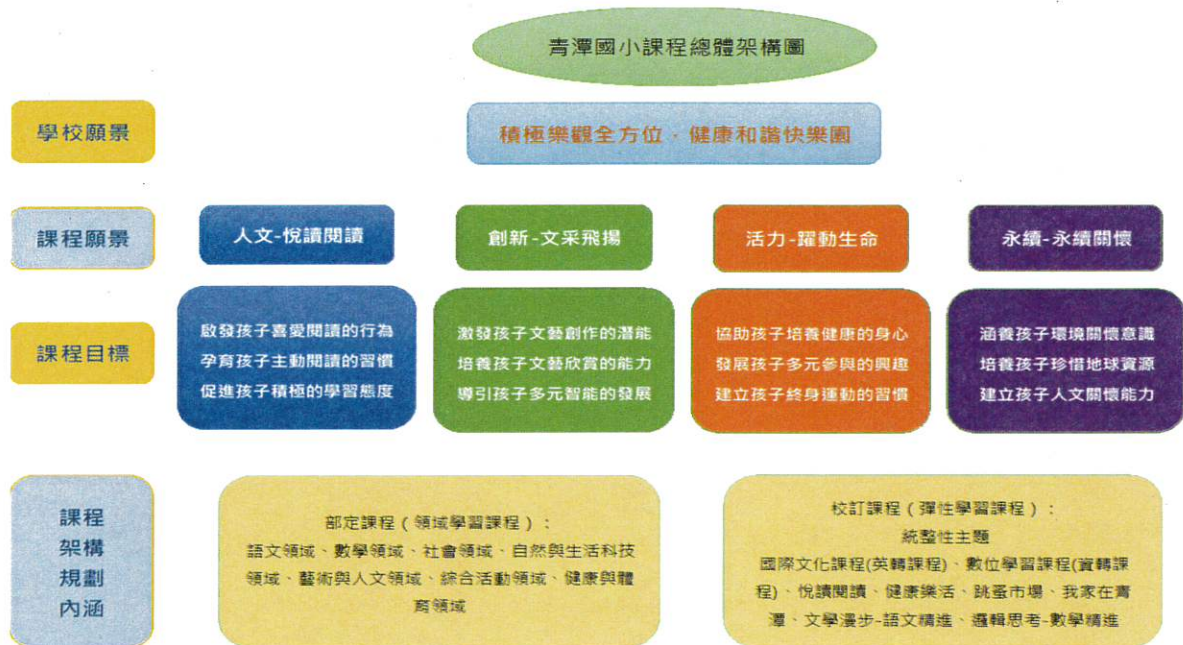 青潭國小課程總體架構圖
學校願景
積極樂觀全方位．健康和諧快樂園
課程願景
人文-悅讀閱讀
創新-文采飛揚
活力-躍動生命
永續-永續關懷
課程目標
啟發孩子喜愛閱讀的行為
孕育孩子主動閱讀的習慣
促進孩子積極的學習態度
激發孩子文藝創作的潛能
培養孩子文藝欣賞的能力
導引孩子多元智能的發展
協助孩子培養健康的身心
發展孩子多元參與的興趣
建立孩子終身運動的習慣
涵養孩子環境關懷意識
培養孩子珍惜地球資源
建立孩子人文關懷能力
課程
架構
規劃
內涵
部定課程（領域學習課程）：
語文領域、數學領域、社會領域、自然與生活科技
領域、藝術與人文領域、綜合活動領域、健康與體
育領域
校訂課程（彈性學習課程）：
統整性主題
國際文化課程(英轉課程)、數位學習課程(資轉課
程)、悅讀閱讀、健康樂活、跳蚤市場、我家在青
潭、文學漫步-語文精進、邏輯思考-數學精進